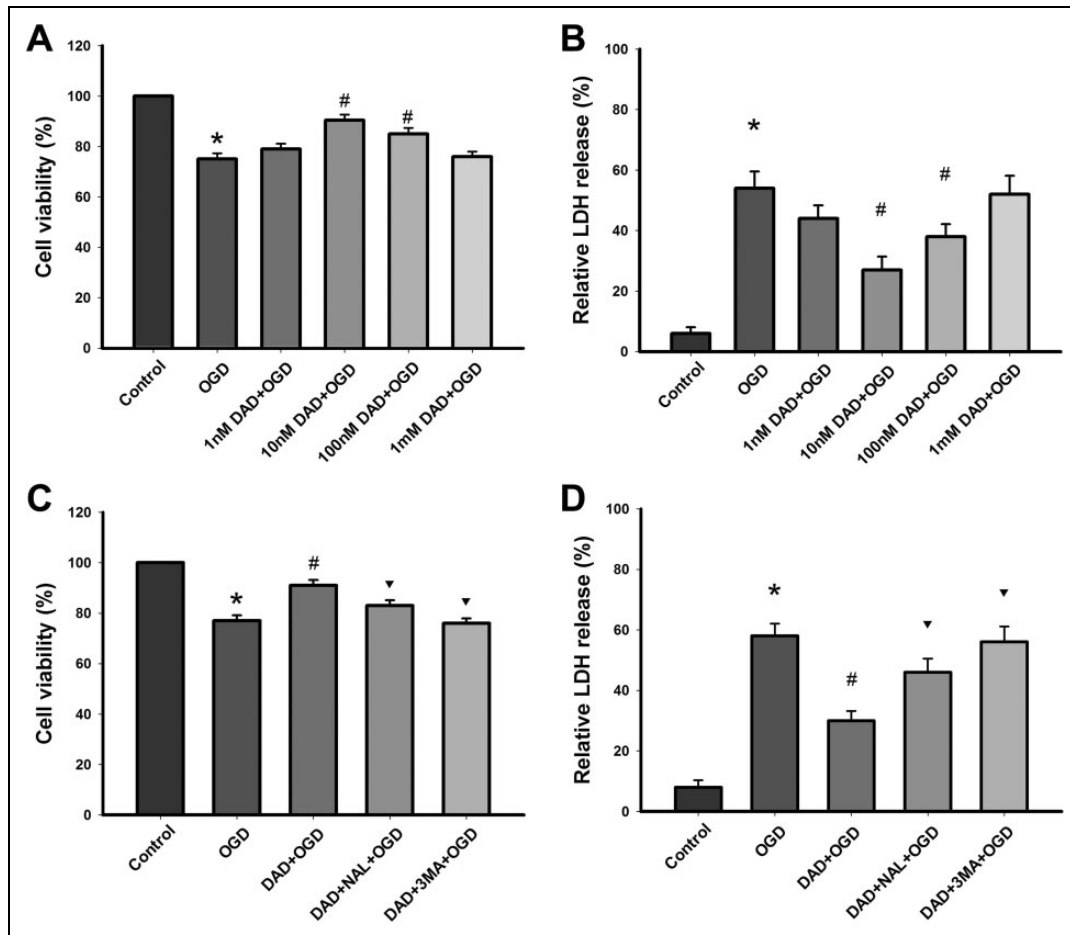 A
Cell viability (%)
120
100
80
60
40
20
0
*
#
#
Control
OGD
1nM DAD+OGD
10nM DAD+OGD
100nM DAD+OGD
1mM DAD+OGD
B
Relative LDH release (%)
100
80
60
40
20
0
*
#
#
Control
OGD
1nM DAD+OGD
10nM DAD+OGD
100nM DAD+OGD
1mM DAD+OGD
C
Cell viability (%)
120
100
80
60
40
20
0
*
#
▼
▼
Control
OGD
DAD+OGD
DAD+NAL+OGD
DAD+3MA+OGD
D
Relative LDH release (%)
100
80
60
40
20
0
*
#
▼
▼
Control
OGD
DAD+OGD
DAD+NAL+OGD
DAD+3MA+OGD